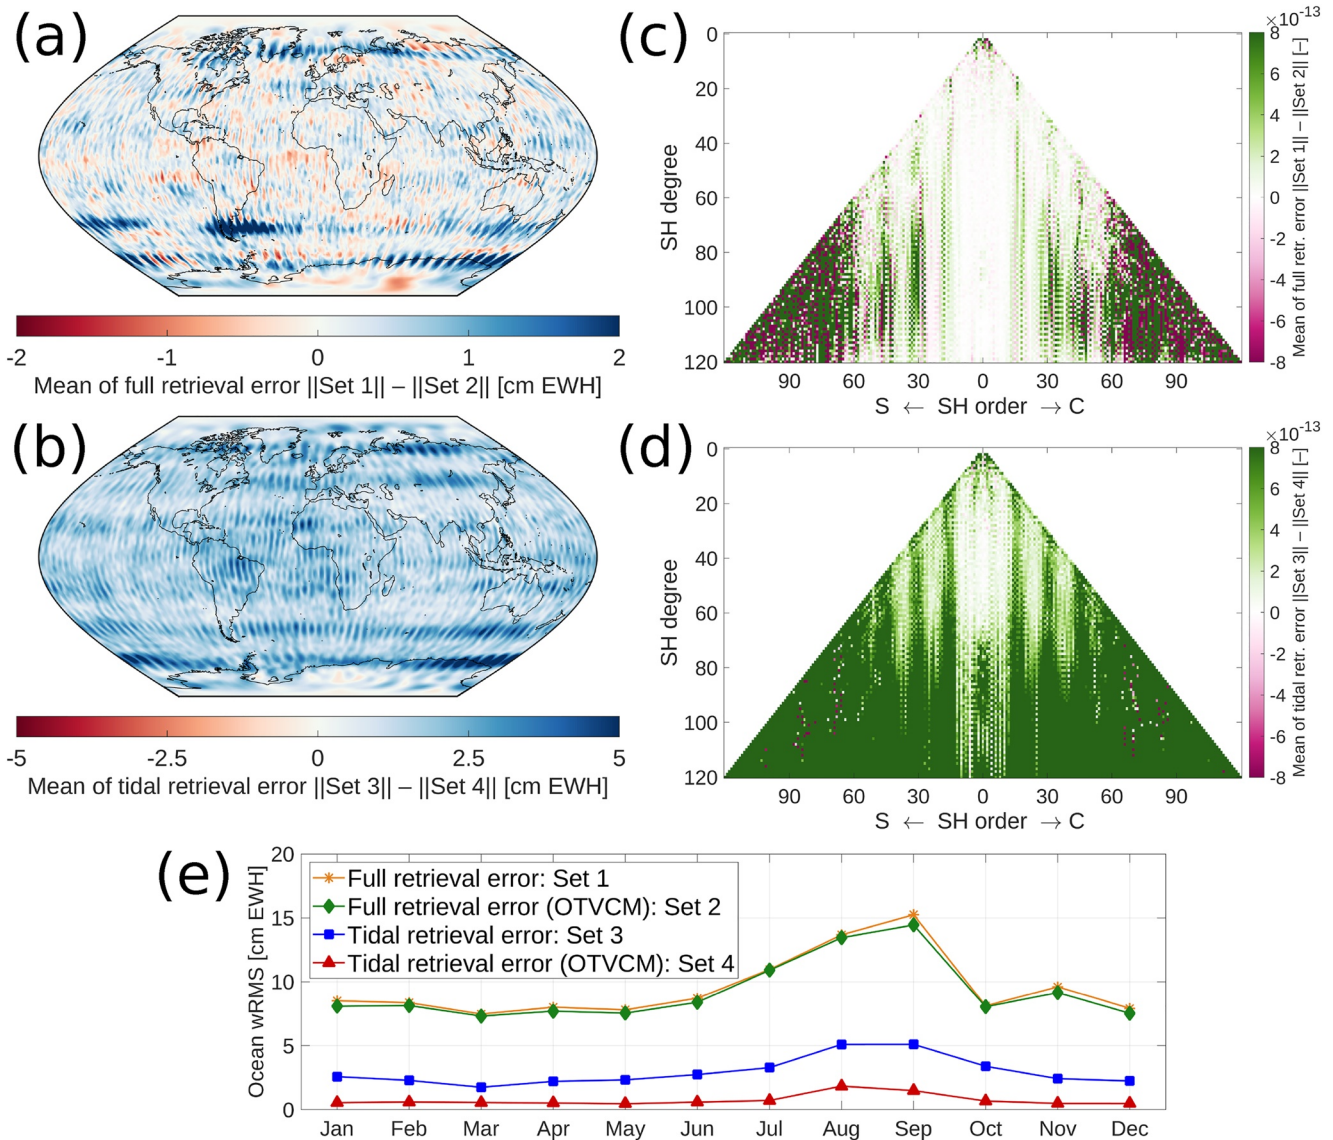 (a)
-2 -1 0 1 2
Mean of full retrieval error ||Set 1|| – ||Set 2|| [cm EWH]
(b)
-5 -2.5 0 2.5 5
Mean of tidal retrieval error ||Set 3|| – ||Set 4|| [cm EWH]
(c)
0
20
40
60
80
100
120
SH degree
90 60 30 0 30 60 90
S ← SH order → C
×10-13
8
6
4
2
0
-2
-4
-6
-8
Mean of full retr. error ||Set 1|| – ||Set 2|| [–]
(d)
0
20
40
60
80
100
120
SH degree
90 60 30 0 30 60 90
S ← SH order → C
×10-13
8
6
4
2
0
-2
-4
-6
-8
Mean of tidal retr. error ||Set 3|| – ||Set 4|| [–]
(e)
20
15
10
5
0
Ocean wRMS [cm EWH]
Full retrieval error: Set 1
Full retrieval error (OTVCM): Set 2
Tidal retrieval error: Set 3
Tidal retrieval error (OTVCM): Set 4
Jan Feb Mar Apr May Jun Jul Aug Sep Oct Nov Dec